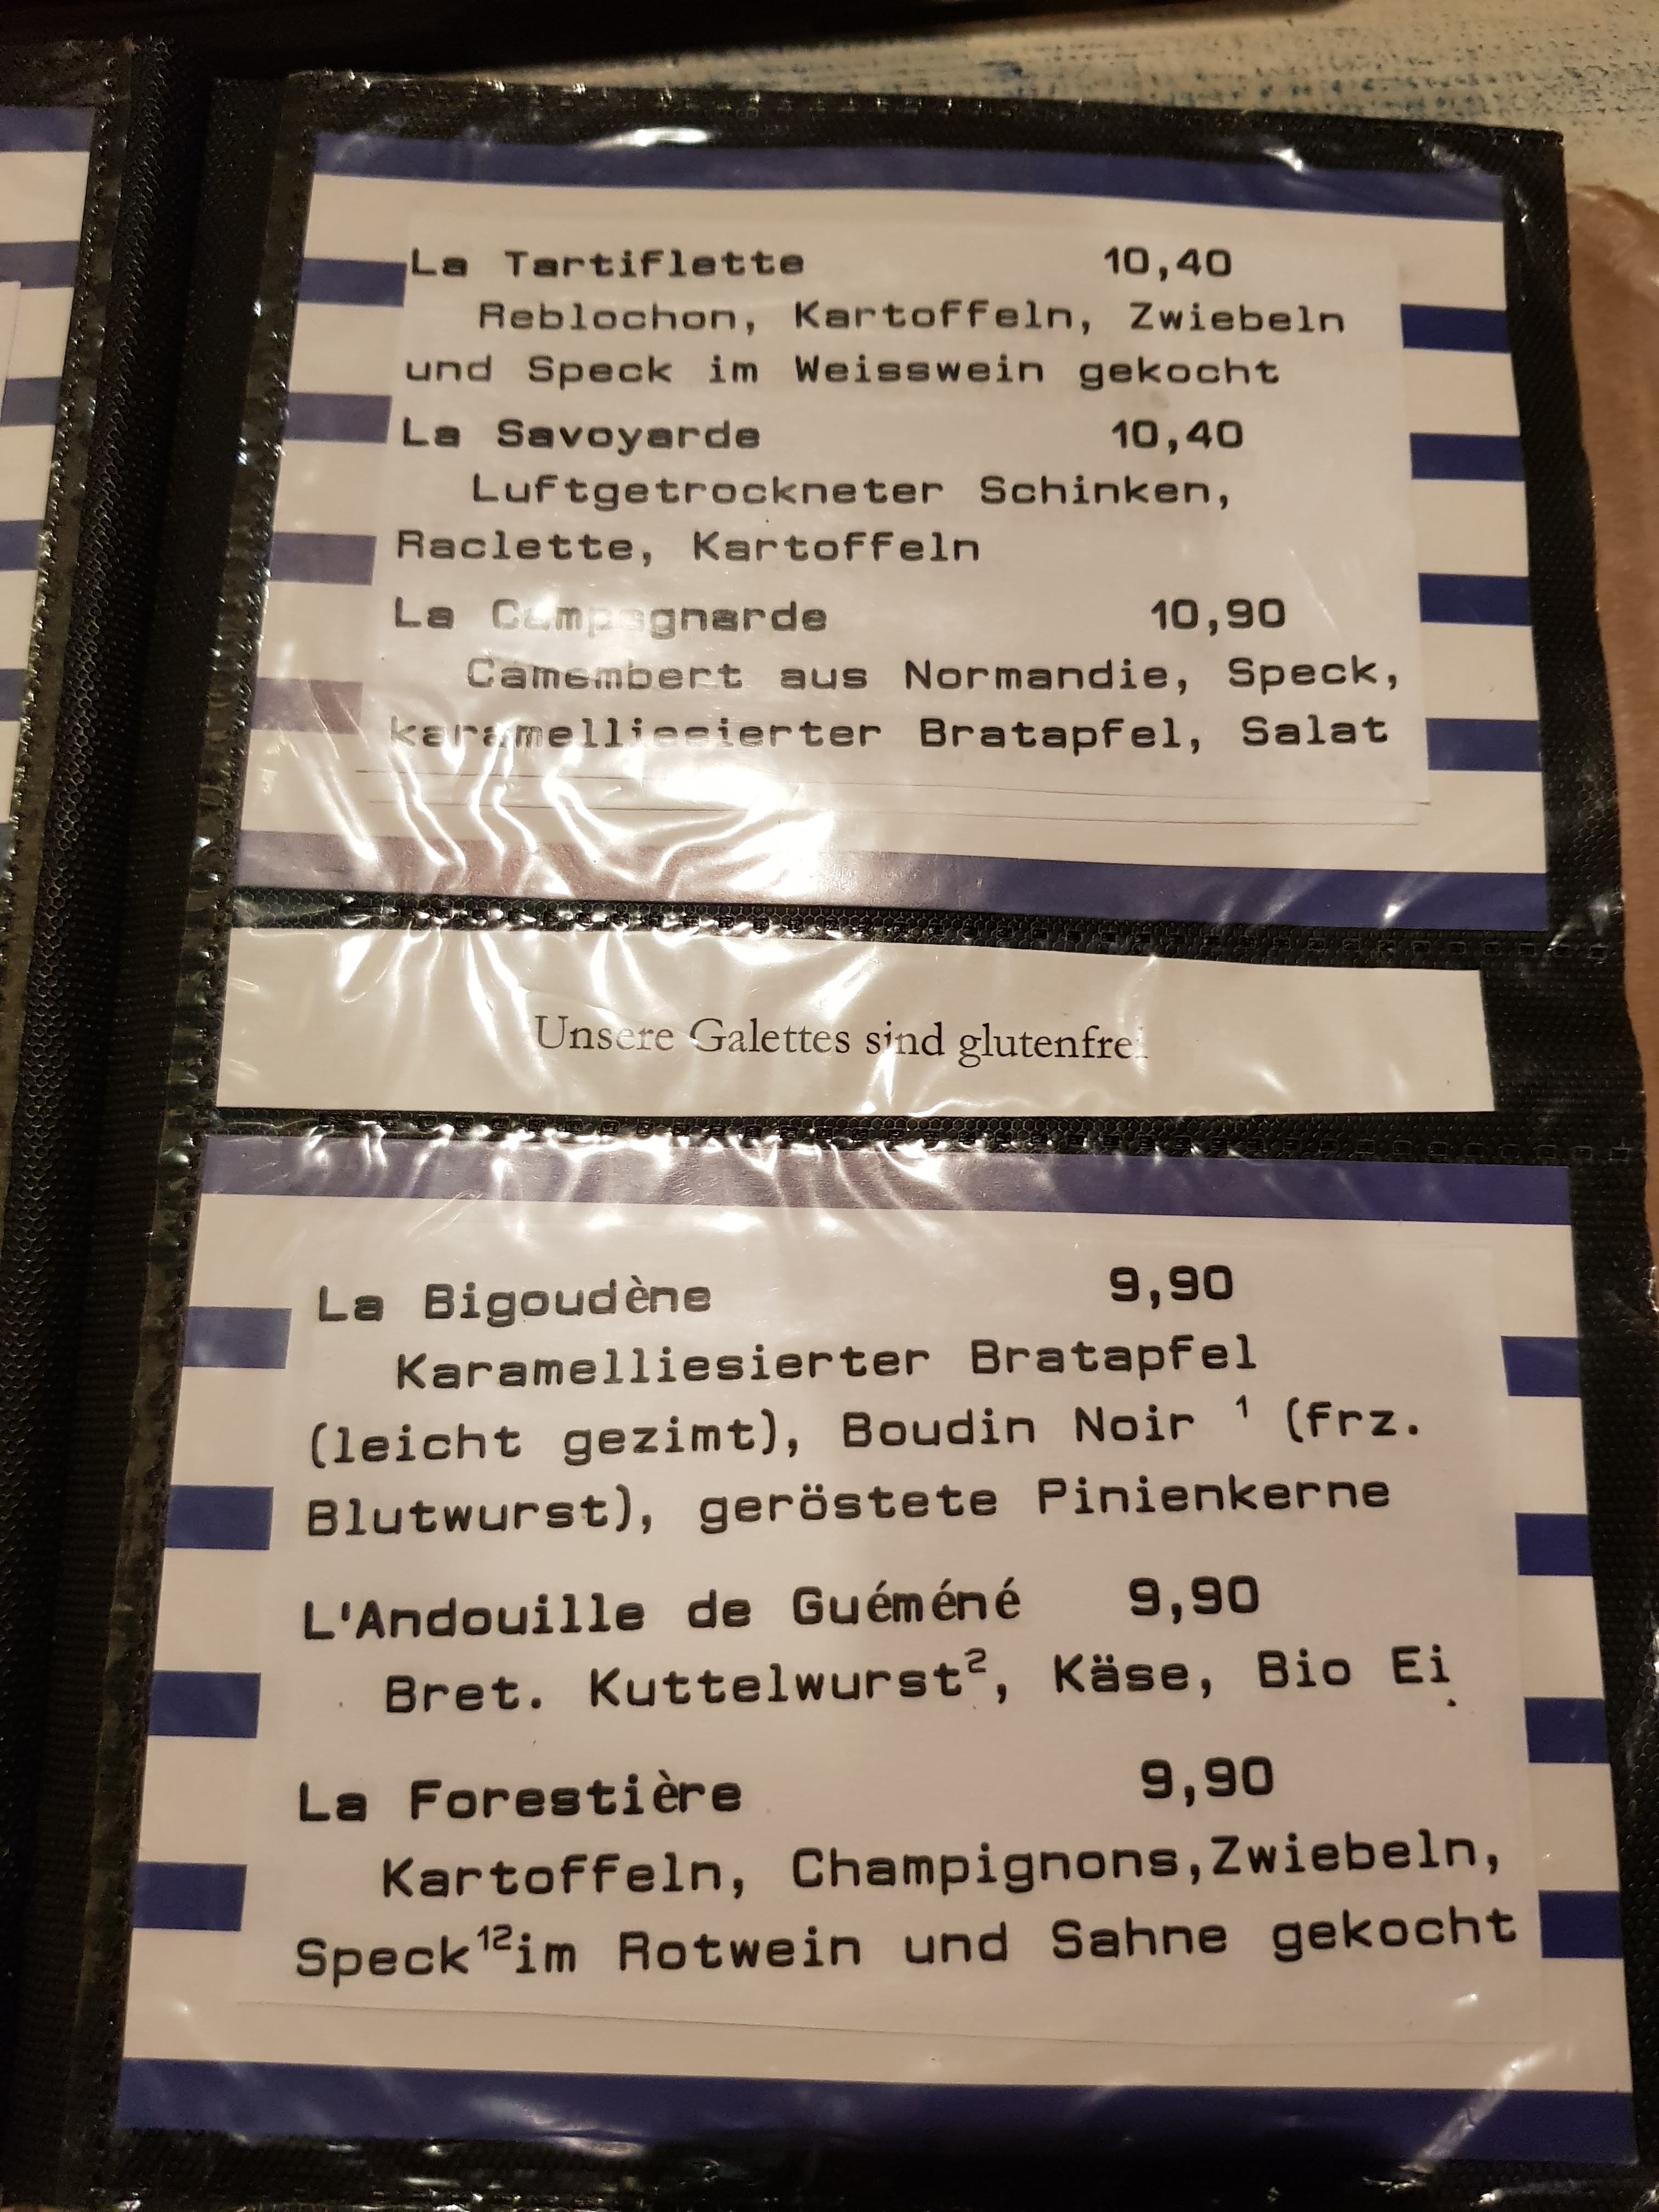 La Tartiflette 10,40
Reblochon, Kartoffeln, Zwiebeln
und Speck im Weisswein gekocht
La Savoyarde 10,40
Luftgetrockneter Schinken,
Raclette, Kartoffeln
La Campagnarde 10,90
Camembert aus Normandie, Speck,
karamelliesierter Bratapfel, Salat
Unsere Galettes sind glutenfrei
La Bigoudène 9,90
Karamelliesierter Bratapfel
(leicht gezimt), Boudin Noir ¹ (frz.
Blutwurst), geröstete Pinienkerne
L'Andouille de Guéméné 9,90
Bret. Kuttelwurst², Käse, Bio Ei
La Forestière 9,90
Kartoffeln, Champignons,Zwiebeln,
Speck¹²im Rotwein und Sahne gekocht